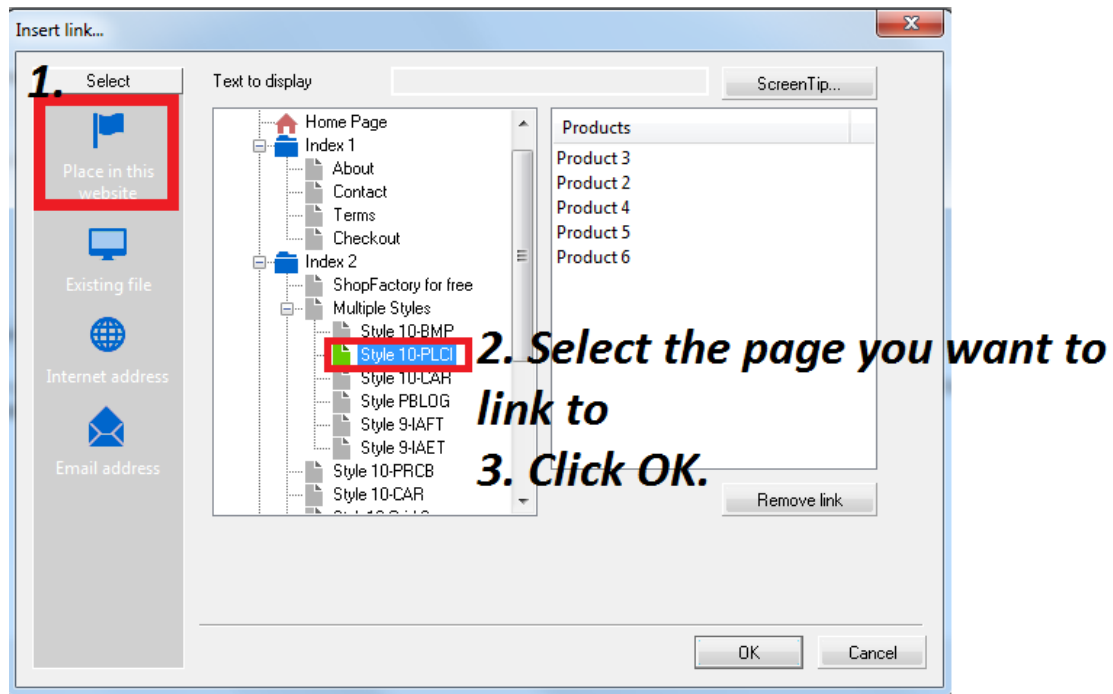 Insert link...
1.
Select
Text to display
ScreenTip...
Place in this
website
Existing file
Internet address
Email address
Home Page
Index 1
About
Contact
Terms
Checkout
Index 2
ShopFactory for free
Multiple Styles
Style 10-BMP
Style 10-PLCI
Style 10-CAR
Style PBLOG
Style 9-IAFT
Style 9-IAET
Style 10-PRCB
Style 10-CAR
Products
Product 3
Product 2
Product 4
Product 5
Product 6
2. Select the page you want to
link to
3. Click OK.
Remove link
OK
Cancel